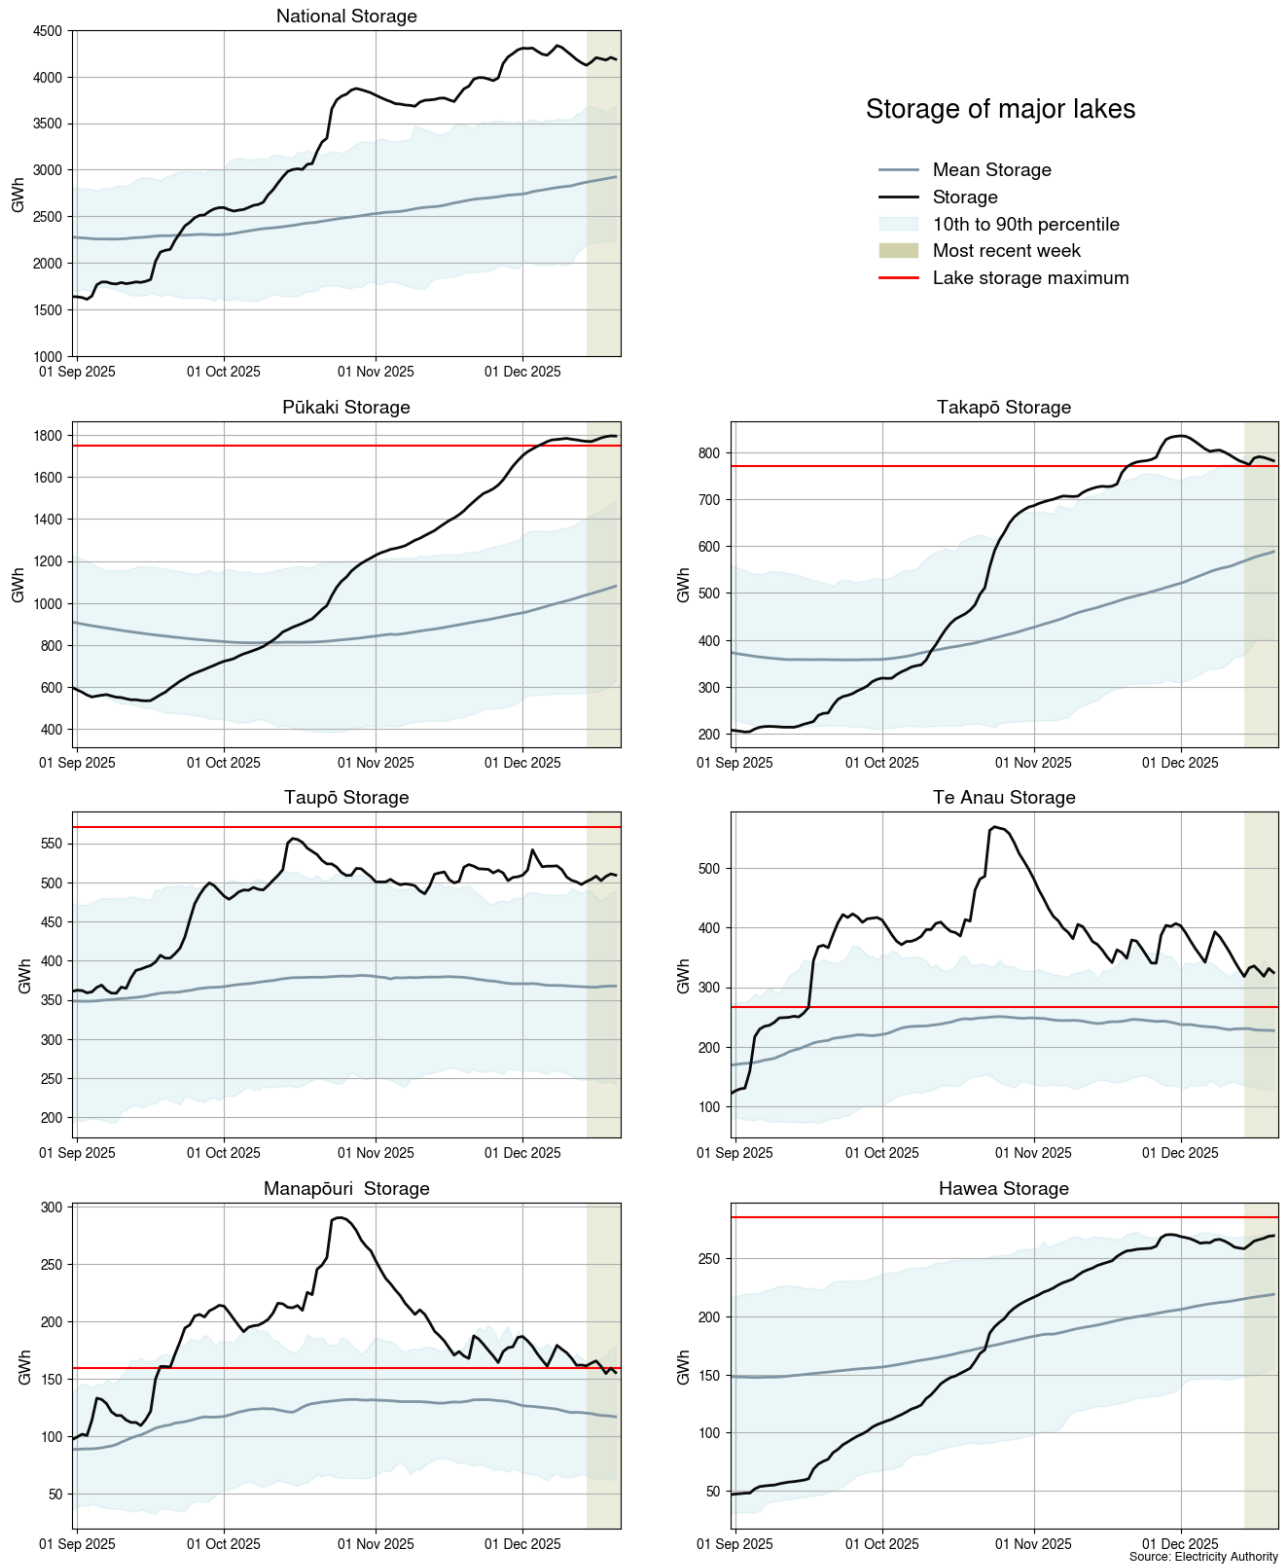 National Storage
4500
4000
3500
3000
2500
2000
1500
1000
GWh
01 Sep 2025
01 Oct 2025
01 Nov 2025
01 Dec 2025
Storage of major lakes
Mean Storage
Storage
10th to 90th percentile
Most recent week
Lake storage maximum
Pūkaki Storage
1800
1600
1400
1200
1000
800
600
400
GWh
01 Sep 2025
01 Oct 2025
01 Nov 2025
01 Dec 2025
Takapō Storage
800
700
600
500
400
300
200
GWh
01 Sep 2025
01 Oct 2025
01 Nov 2025
01 Dec 2025
Taupō Storage
550
500
450
400
350
300
250
200
GWh
01 Sep 2025
01 Oct 2025
01 Nov 2025
01 Dec 2025
Te Anau Storage
500
400
300
200
100
GWh
01 Sep 2025
01 Oct 2025
01 Nov 2025
01 Dec 2025
Manapōuri  Storage
300
250
200
150
100
50
GWh
01 Sep 2025
01 Oct 2025
01 Nov 2025
01 Dec 2025
Hawea Storage
250
200
150
100
50
GWh
01 Sep 2025
01 Oct 2025
01 Nov 2025
01 Dec 2025
Source: Electricity Authority